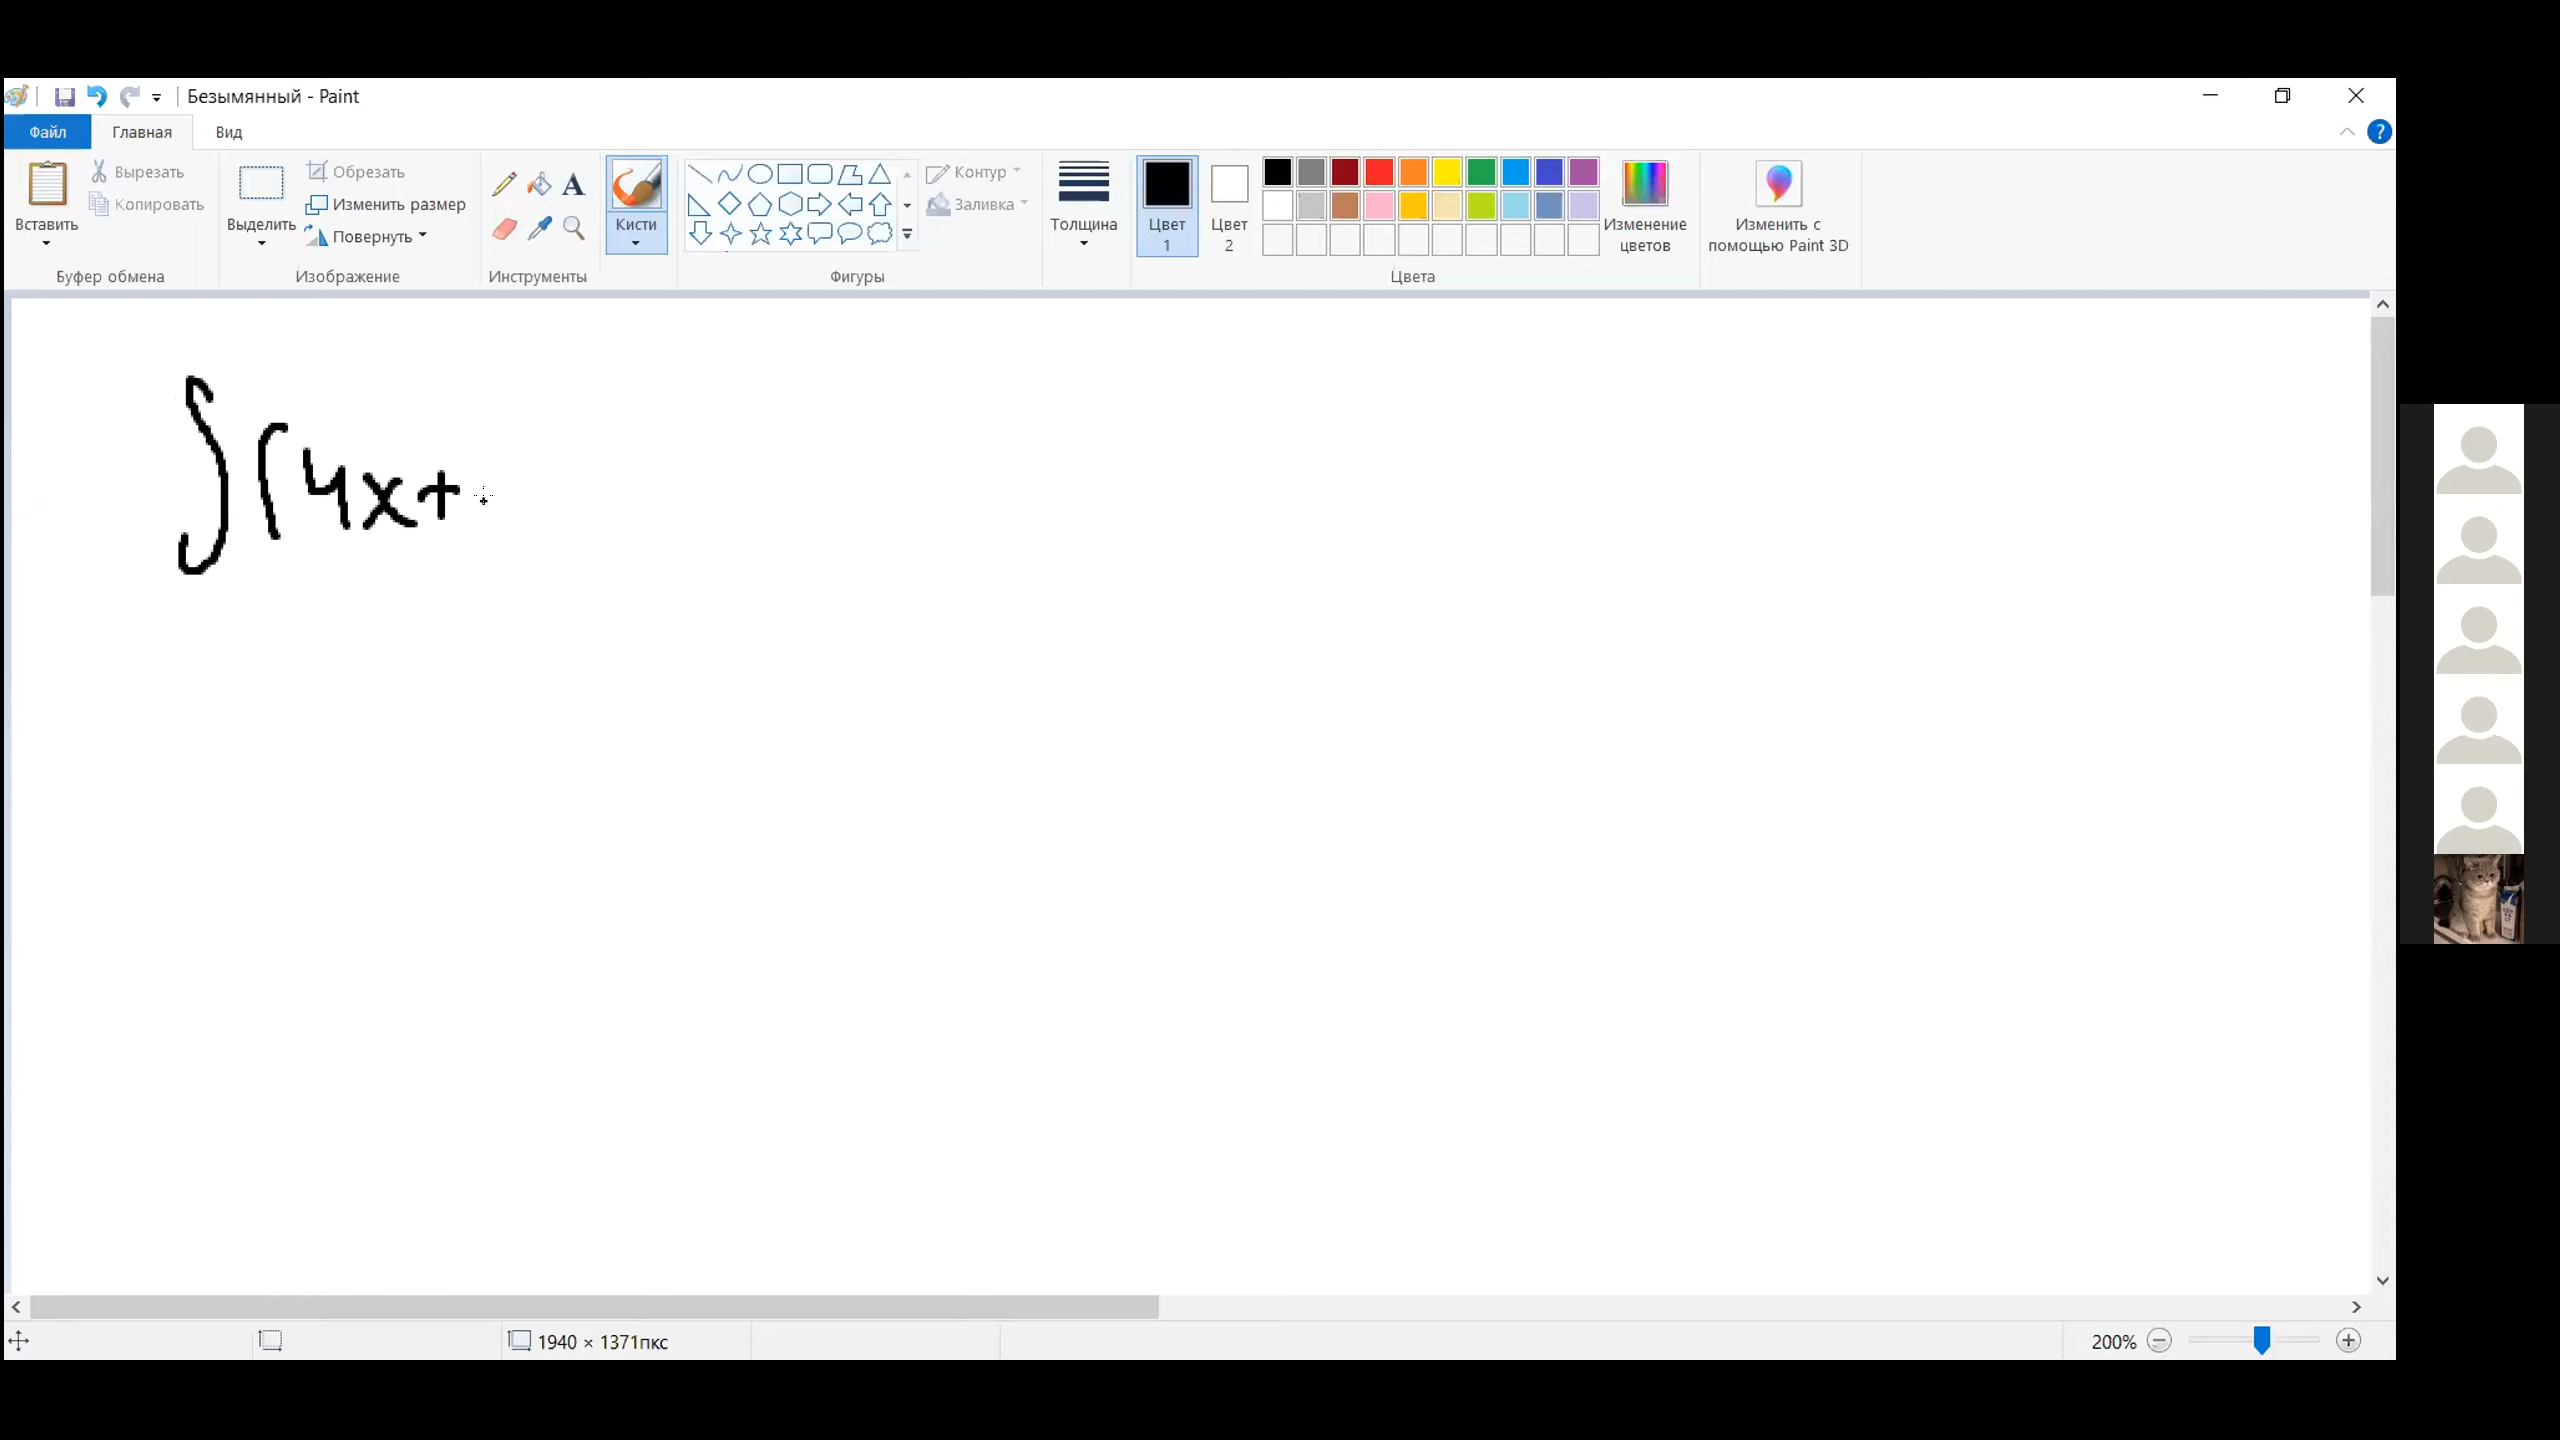 Безымянный - Paint
Файл Главная Вид
Вставить
Вырезать
Копировать
Буфер обмена
Выделить
Обрезать
Изменить размер
Повернуть
Изображение
A
Инструменты
Кисти
Фигуры
Контур
Заливка
Толщина
Цвет 1
Цвет 2
Цвета
Изменение цветов
Изменить с помощью Paint 3D
?
∫(4x+
1940 × 1371пкс
200%